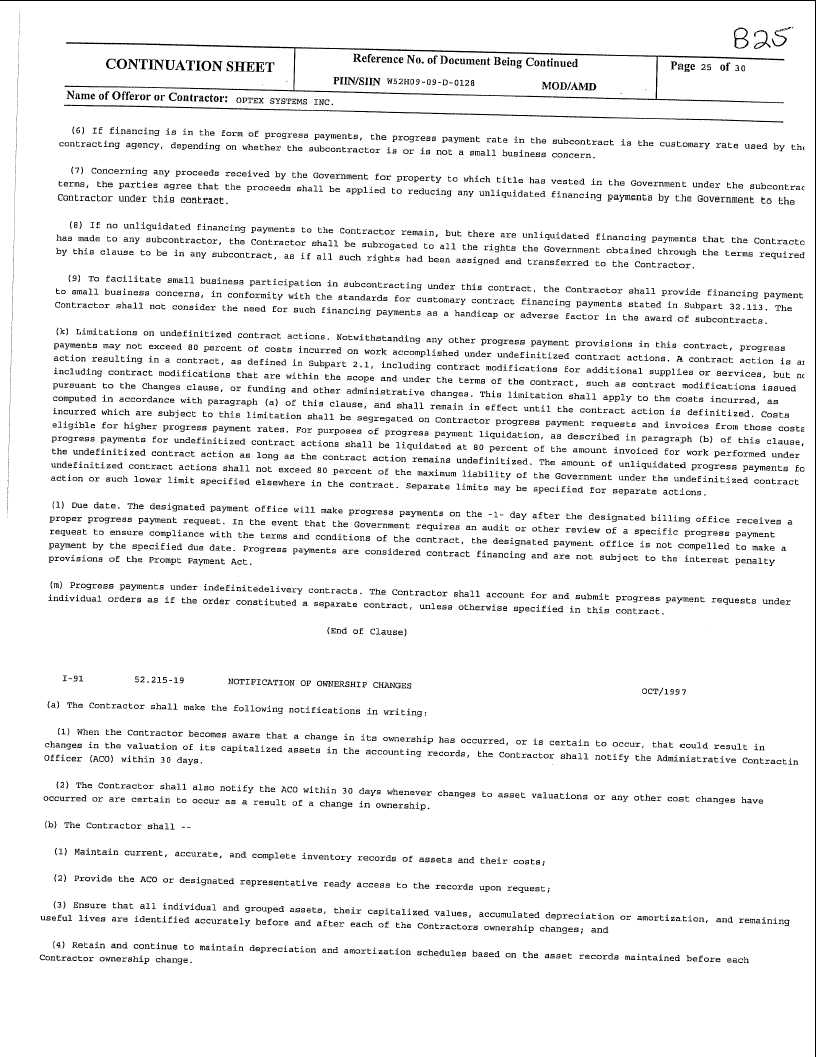 B25
CONTINUATION SHEET
Reference No. of Document Being Continued
PIIN/SIIN W52H09-09-D-0128 MOD/AMD
Page 25 of 30
Name of Offeror or Contractor: OPTEX SYSTEMS INC.
(6) If financing is in the form of progress payments, the progress payment rate in the subcontract is the customary rate used by the
contracting agency, depending on whether the subcontractor is or is not a small business concern.
(7) Concerning any proceeds received by the Government for property to which title has vested in the Government under the subcontrac
terms, the parties agree that the proceeds shall be applied to reducing any unliquidated financing payments by the Government to the
Contractor under this contract.
(8) If no unliquidated financing payments to the Contractor remain, but there are unliquidated financing payments that the Contracto
has made to any subcontractor, the Contractor shall be subrogated to all the rights the Government obtained through the terms required
by this clause to be in any subcontract, as if all such rights had been assigned and transferred to the Contractor.
(9) To facilitate small business participation in subcontracting under this contract, the Contractor shall provide financing payment
to small business concerns, in conformity with the standards for customary contract financing payments stated in Subpart 32.113. The
Contractor shall not consider the need for such financing payments as a handicap or adverse factor in the award of subcontracts.
(k) Limitations on undefinitized contract actions. Notwithstanding any other progress payment provisions in this contract, progress
payments may not exceed 80 percent of costs incurred on work accomplished under undefinitized contract actions. A contract action is an
action resulting in a contract, as defined in Subpart 2.1, including contract modifications for additional supplies or services, but no
including contract modifications that are within the scope and under the terms of the contract, such as contract modifications issued
pursuant to the Changes clause, or funding and other administrative changes. This limitation shall apply to the costs incurred, as
computed in accordance with paragraph (a) of this clause, and shall remain in effect until the contract action is definitized. Costs
incurred which are subject to this limitation shall be segregated on Contractor progress payment requests and invoices from those costs
eligible for higher progress payment rates. For purposes of progress payment liquidation, as described in paragraph (b) of this clause,
progress payments for undefinitized contract actions shall be liquidated at 80 percent of the amount invoiced for work performed under
the undefinitized contract action as long as the contract action remains undefinitized. The amount of unliquidated progress payments fo
undefinitized contract actions shall not exceed 80 percent of the maximum liability of the Government under the undefinitized contract
action or such lower limit specified elsewhere in the contract. Separate limits may be specified for separate actions.
(l) Due date. The designated payment office will make progress payments on the -1- day after the designated billing office receives a
proper progress payment request. In the event that the Government requires an audit or other review of a specific progress payment
request to ensure compliance with the terms and conditions of the contract, the designated payment office is not compelled to make a
payment by the specified due date. Progress payments are considered contract financing and are not subject to the interest penalty
provisions of the Prompt Payment Act.
(m) Progress payments under indefinitedelivery contracts. The Contractor shall account for and submit progress payment requests under
individual orders as if the order constituted a separate contract, unless otherwise specified in this contract.
(End of Clause)
I-91 52.215-19 NOTIFICATION OF OWNERSHIP CHANGES OCT/1997
(a) The Contractor shall make the following notifications in writing:
(1) When the Contractor becomes aware that a change in its ownership has occurred, or is certain to occur, that could result in
changes in the valuation of its capitalized assets in the accounting records, the Contractor shall notify the Administrative Contractin
Officer (ACO) within 30 days.
(2) The Contractor shall also notify the ACO within 30 days whenever changes to asset valuations or any other cost changes have
occurred or are certain to occur as a result of a change in ownership.
(b) The Contractor shall --
(1) Maintain current, accurate, and complete inventory records of assets and their costs;
(2) Provide the ACO or designated representative ready access to the records upon request;
(3) Ensure that all individual and grouped assets, their capitalized values, accumulated depreciation or amortization, and remaining
useful lives are identified accurately before and after each of the Contractors ownership changes; and
(4) Retain and continue to maintain depreciation and amortization schedules based on the asset records maintained before each
Contractor ownership change.